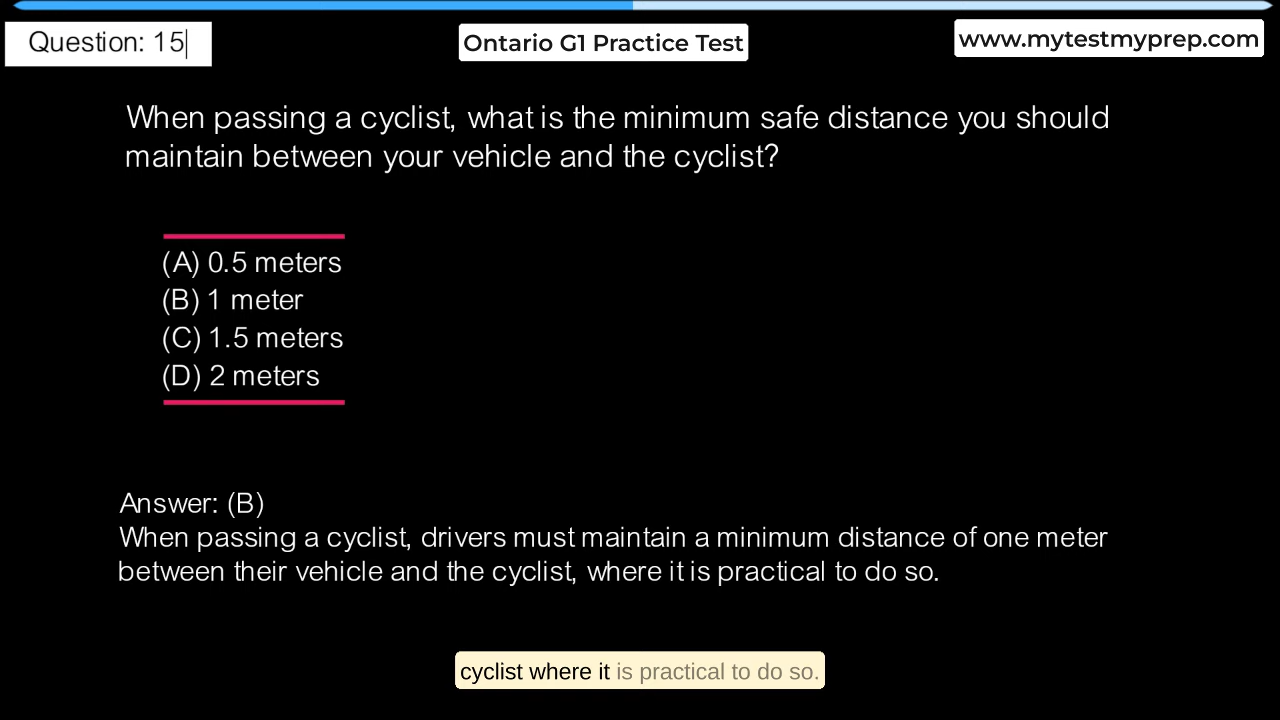 Question: 15
Ontario G1 Practice Test
www.mytestmyprep.com
When passing a cyclist, what is the minimum safe distance you should
maintain between your vehicle and the cyclist?
(A) 0.5 meters
(B) 1 meter
(C) 1.5 meters
(D) 2 meters
Answer: (B)
When passing a cyclist, drivers must maintain a minimum distance of one meter
between their vehicle and the cyclist, where it is practical to do so.
cyclist where it is practical to do so.